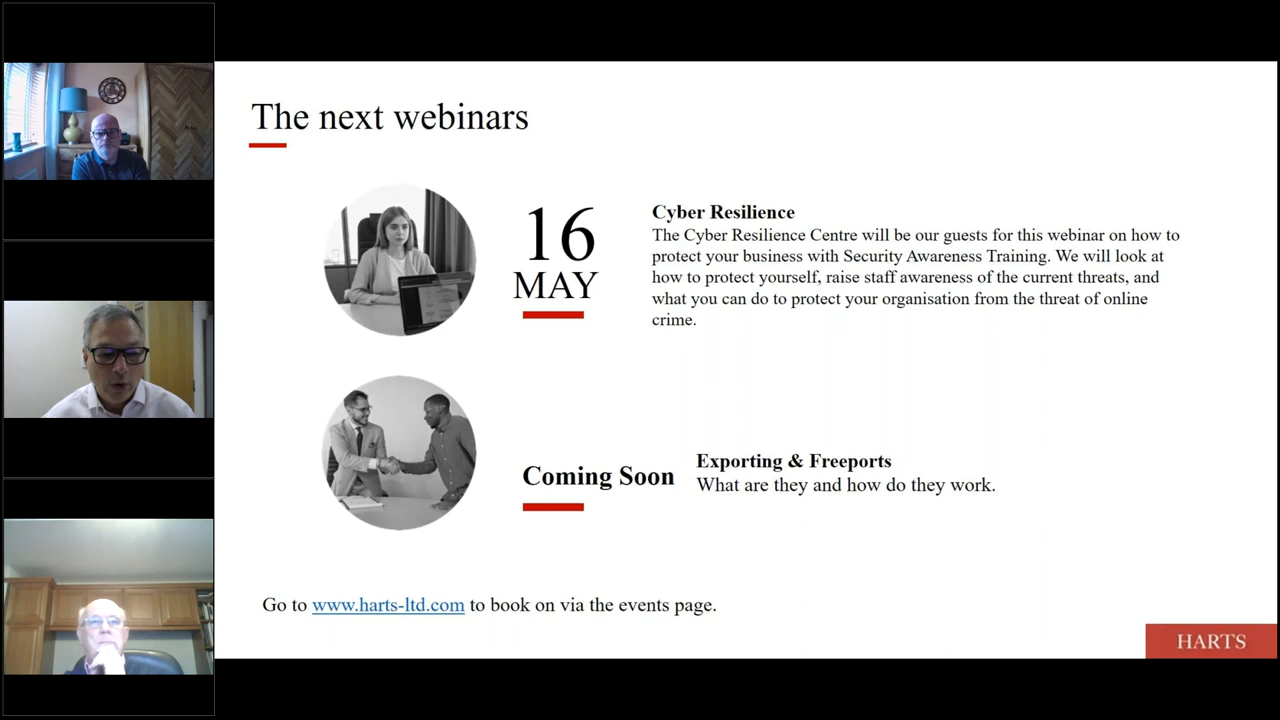 The next webinars
16
MAY
Cyber Resilience
The Cyber Resilience Centre will be our guests for this webinar on how to
protect your business with Security Awareness Training. We will look at
how to protect yourself, raise staff awareness of the current threats, and
what you can do to protect your organisation from the threat of online
crime.
Coming Soon
Exporting & Freeports
What are they and how do they work.
Go to www.harts-ltd.com to book on via the events page.
HARTS